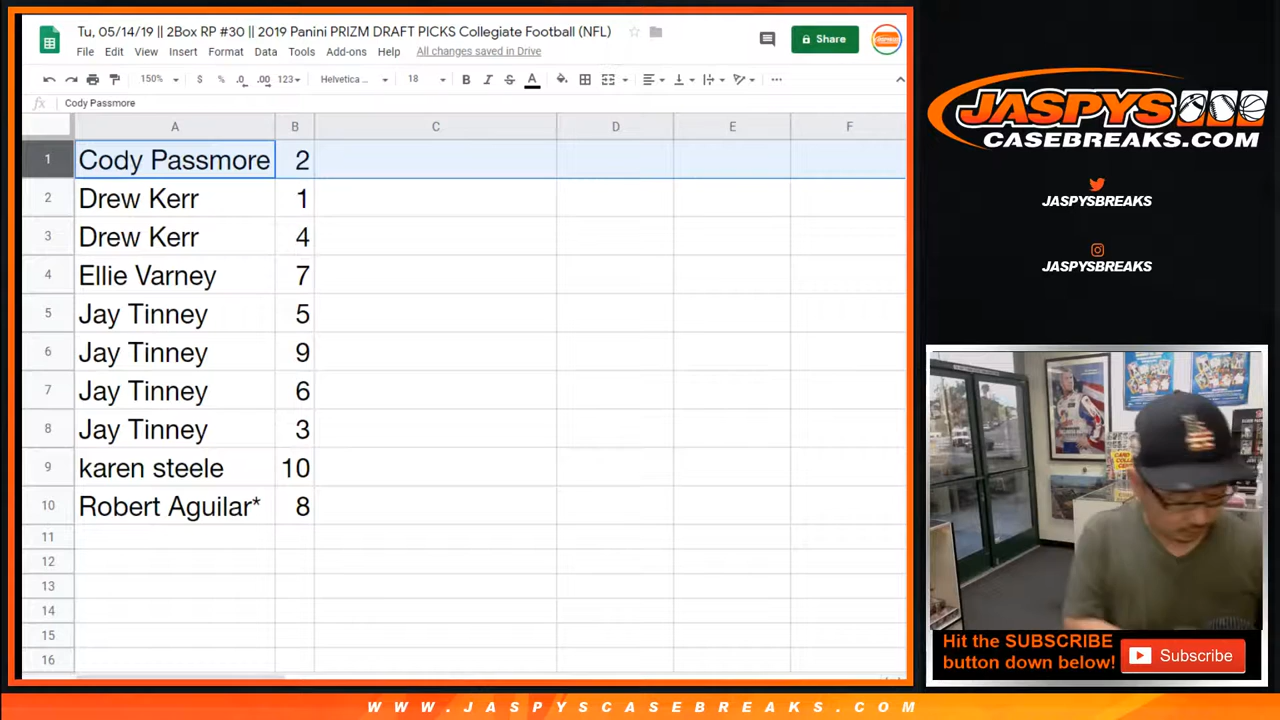 Tu, 05/14/19 || 2Box RP #30 || 2019 Panini PRIZM DRAFT PICKS Collegiate Football (NFL)
File Edit View Insert Format Data Tools Add-ons Help All changes saved in Drive
Share
150% $ % .0 .00 123 Helvetica ... 18 B I S A
fx Cody Passmore
A B C D E F
1 Cody Passmore 2
2 Drew Kerr 1
3 Drew Kerr 4
4 Ellie Varney 7
5 Jay Tinney 5
6 Jay Tinney 9
7 Jay Tinney 6
8 Jay Tinney 3
9 karen steele 10
10 Robert Aguilar* 8
11
12
13
14
15
16
JASPYS
CASEBREAKS.COM
JASPYSBREAKS
JASPYSBREAKS
Hit the SUBSCRIBE
button down below!
Subscribe
WWW.JASPYSCASEBREAKS.COM